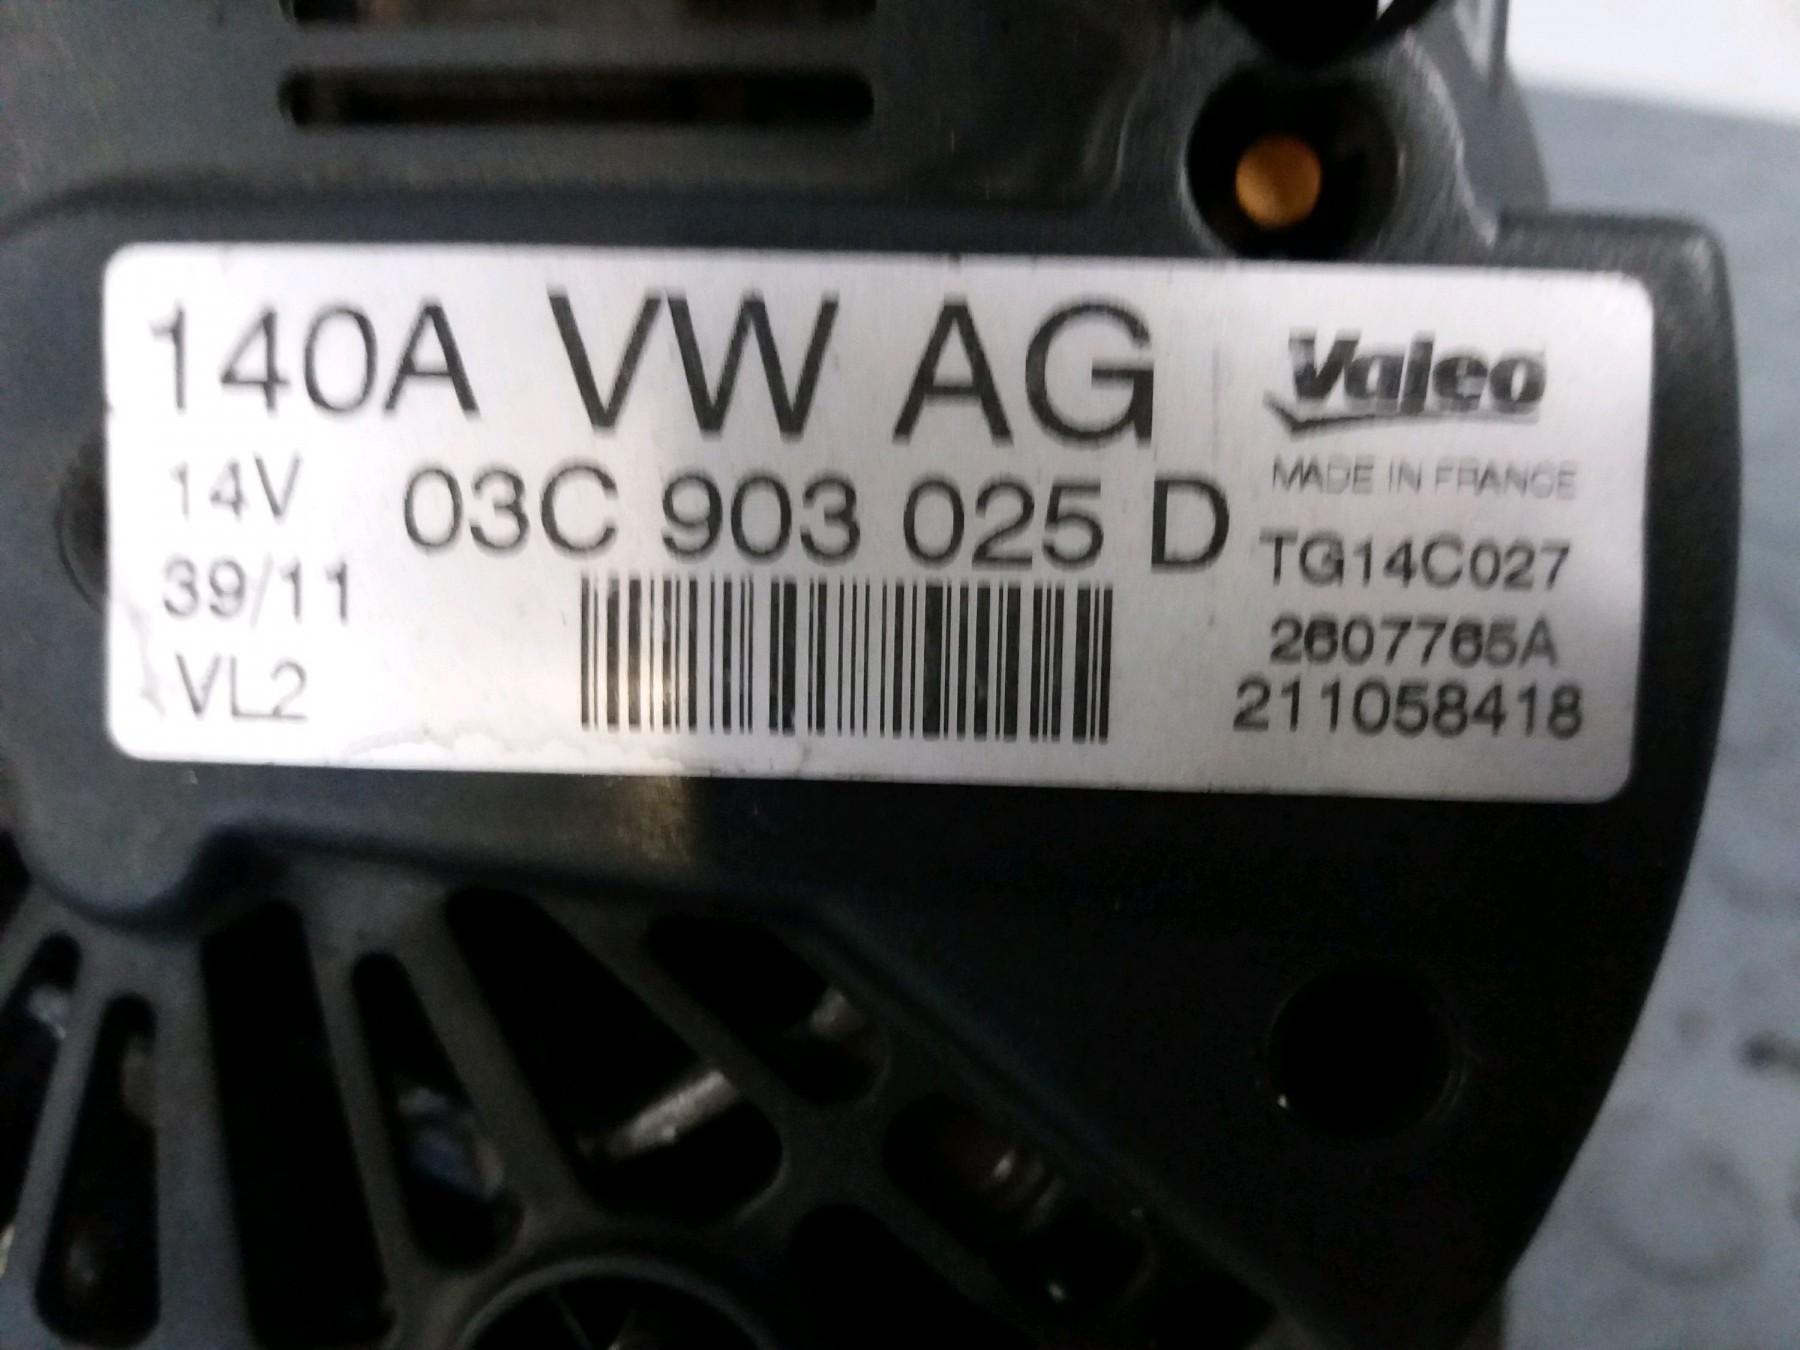 140A VW AG
14V 03C 903 025 D
39/11
VL2
Valeo
MADE IN FRANCE
TG14C027
2607765A
211058418